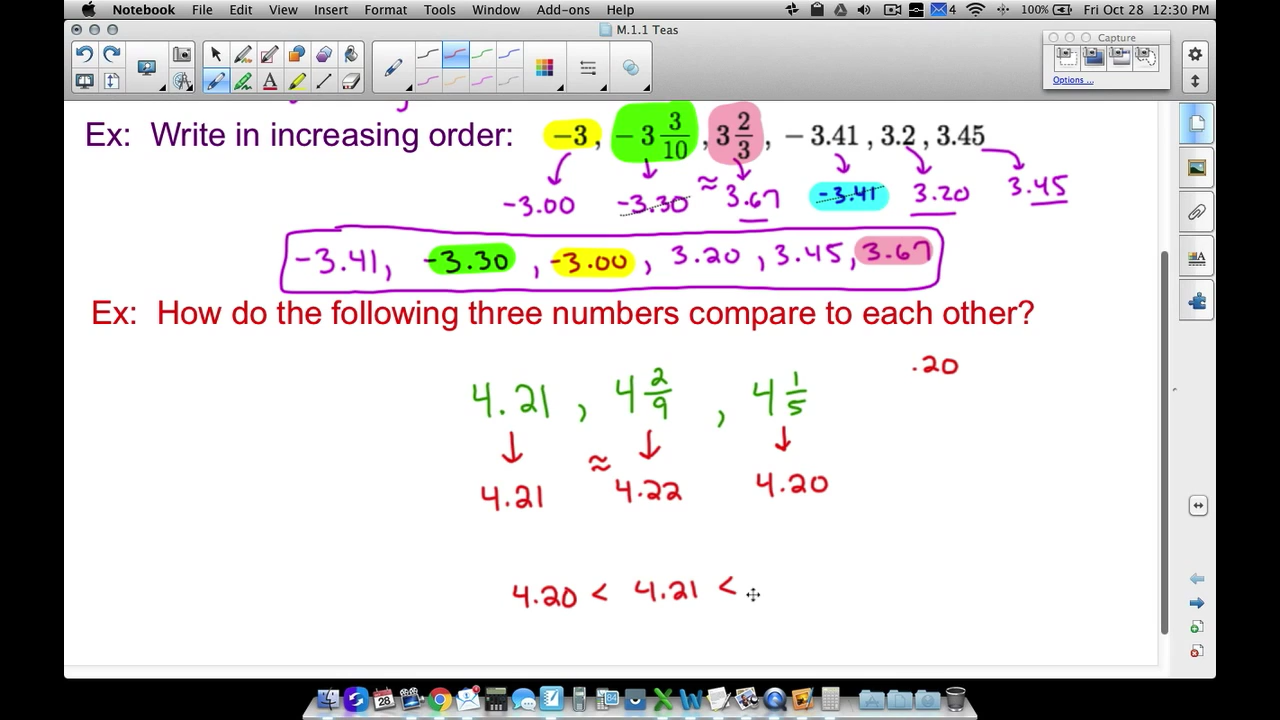 Notebook File Edit View Insert Format Tools Window Add-ons Help 4 100% Fri Oct 28 12:30 PM
M.1.1 Teas
Capture
Options ...
Ex: Write in increasing order: −3, −3 3/10, 3 2/3, −3.41, 3.2, 3.45
-3.00 -3.30 ≈ 3.67 -3.41 3.20 3.45
-3.41, -3.30, -3.00, 3.20, 3.45, 3.67
Ex: How do the following three numbers compare to each other?
.20
4.21, 4 2/9, 4 1/5
4.21 ≈ 4.22 4.20
4.20 < 4.21 <